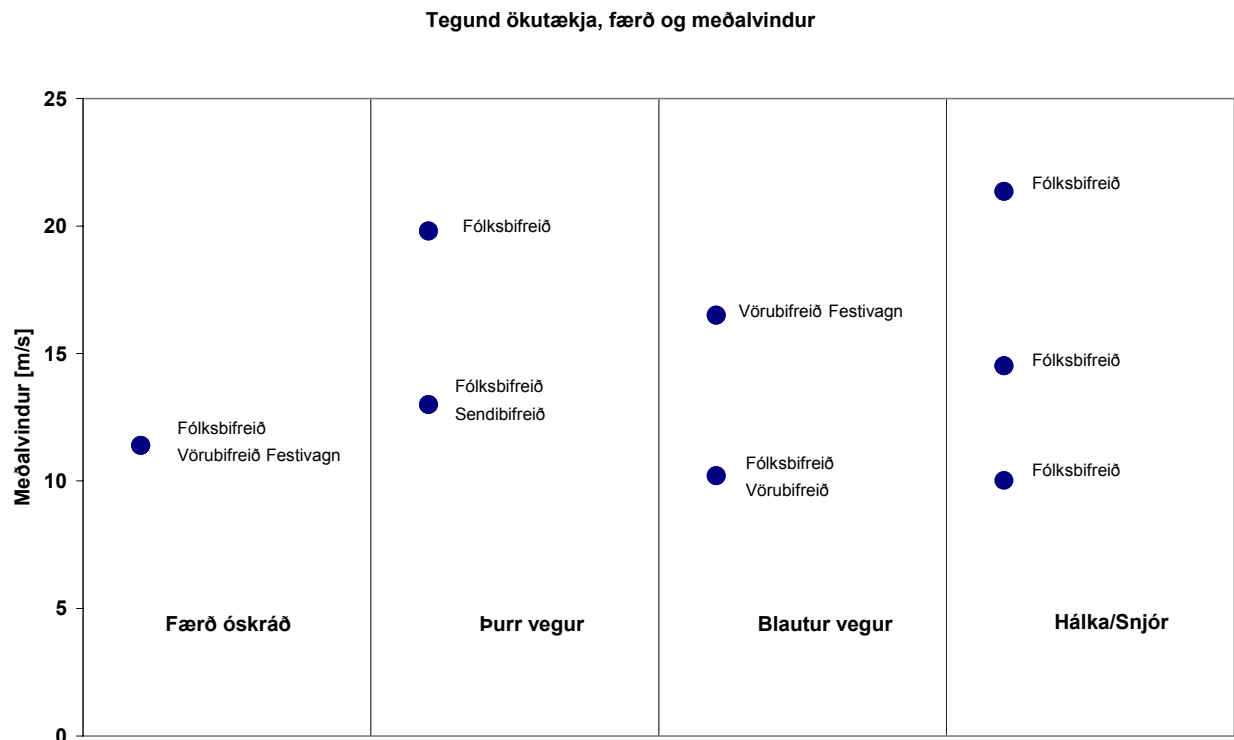 Tegund ökutækja, færð og meðalvindur
Meðalvindur [m/s]
25
20
15
10
5
0
Fólksbifreið
Vörubifreið Festivagn
Færð óskráð
Fólksbifreið
Fólksbifreið
Sendibifreið
Þurr vegur
Vörubifreið Festivagn
Fólksbifreið
Vörubifreið
Blautur vegur
Fólksbifreið
Fólksbifreið
Fólksbifreið
Hálka/Snjór